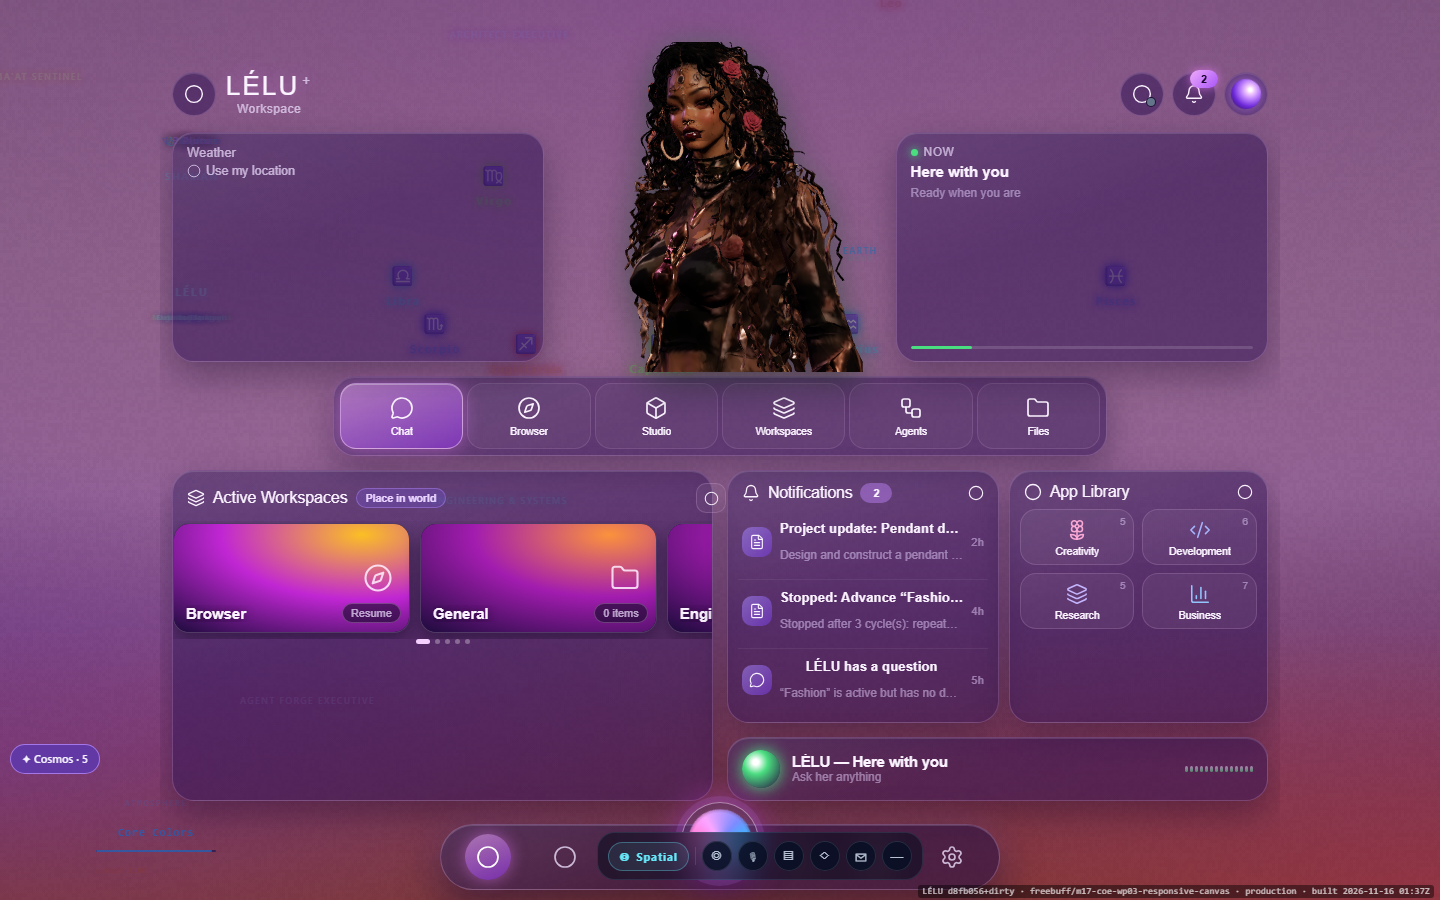 LÉLU +
Workspace
2
Weather
Use my location
NOW
Here with you
Ready when you are
LÉLU
Chat
Browser
Studio
Workspaces
Agents
Files
Active Workspaces
Place in world
Browser
Resume
General
0 items
Engi
Notifications
2
Project update: Pendant d...
Design and construct a pendant ...
2h
Stopped: Advance “Fashio...
Stopped after 3 cycle(s): repeat...
4h
LÉLU has a question
“Fashion” is active but has no d...
5h
App Library
5
Creativity
6
Development
5
Research
7
Business
AGENT FORGE EXECUTIVE
✦ Cosmos · 5
LÉLU — Here with you
Ask her anything
Spatial
LÉLU d8fb056+dirty · freebuff/m17-coe-wp03-responsive-canvas · production · built 2026-11-16 01:37Z